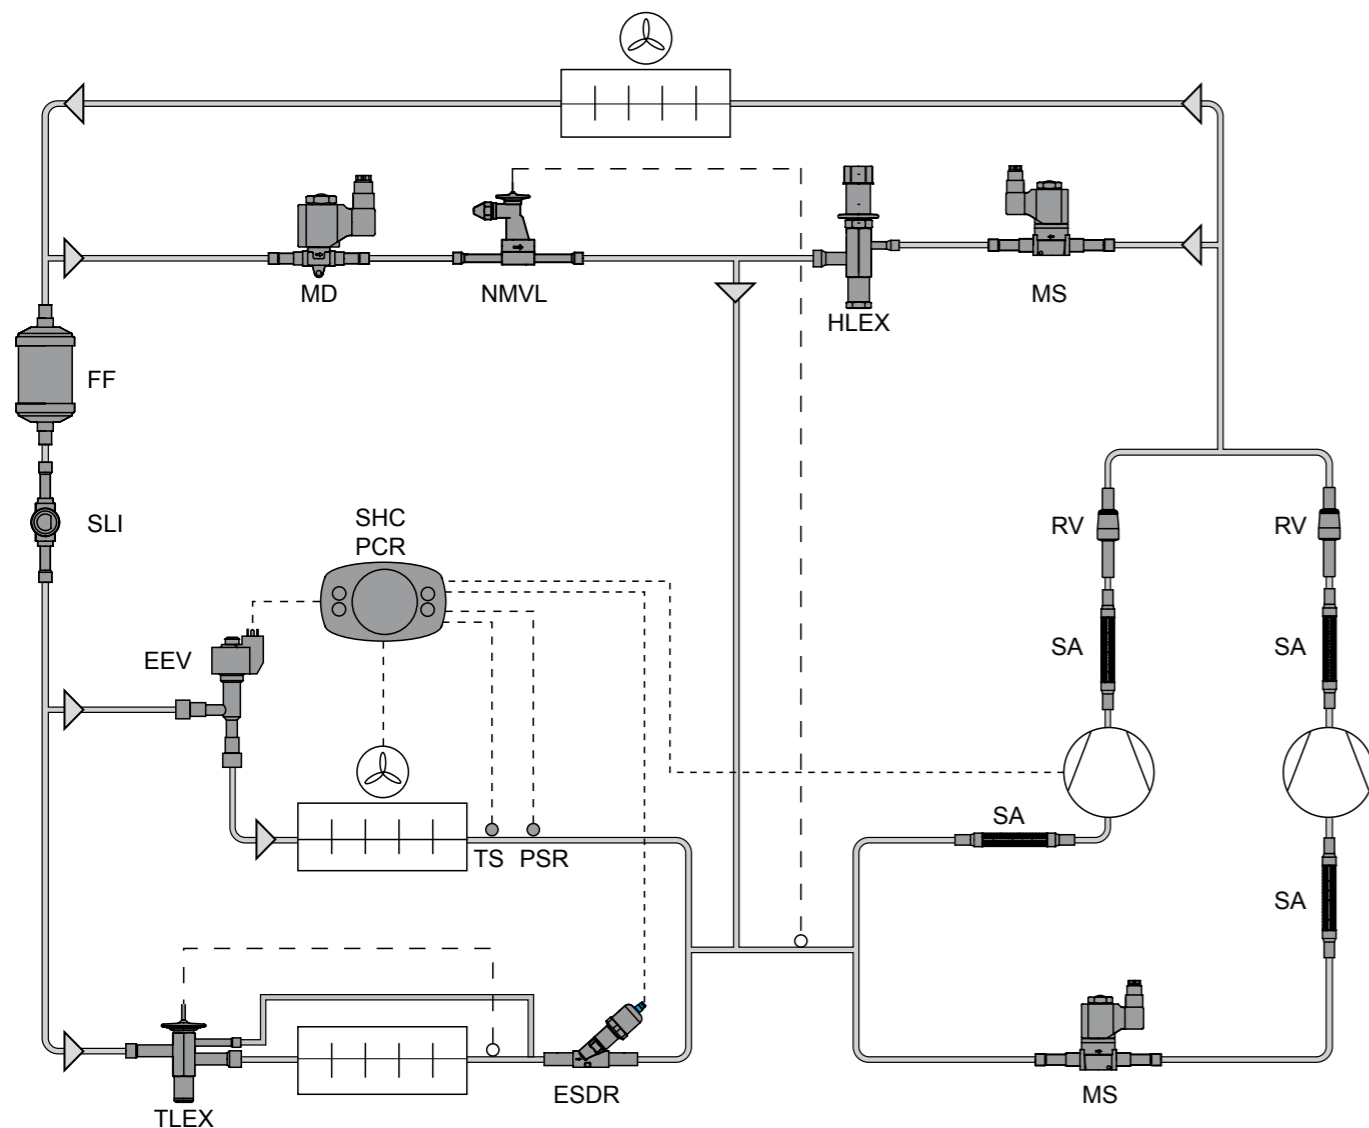 MD
NMVL
HLEX
MS
FF
SLI
SHC
PCR
RV
RV
EEV
SA
SA
TS
PSR
SA
SA
TLEX
ESDR
MS